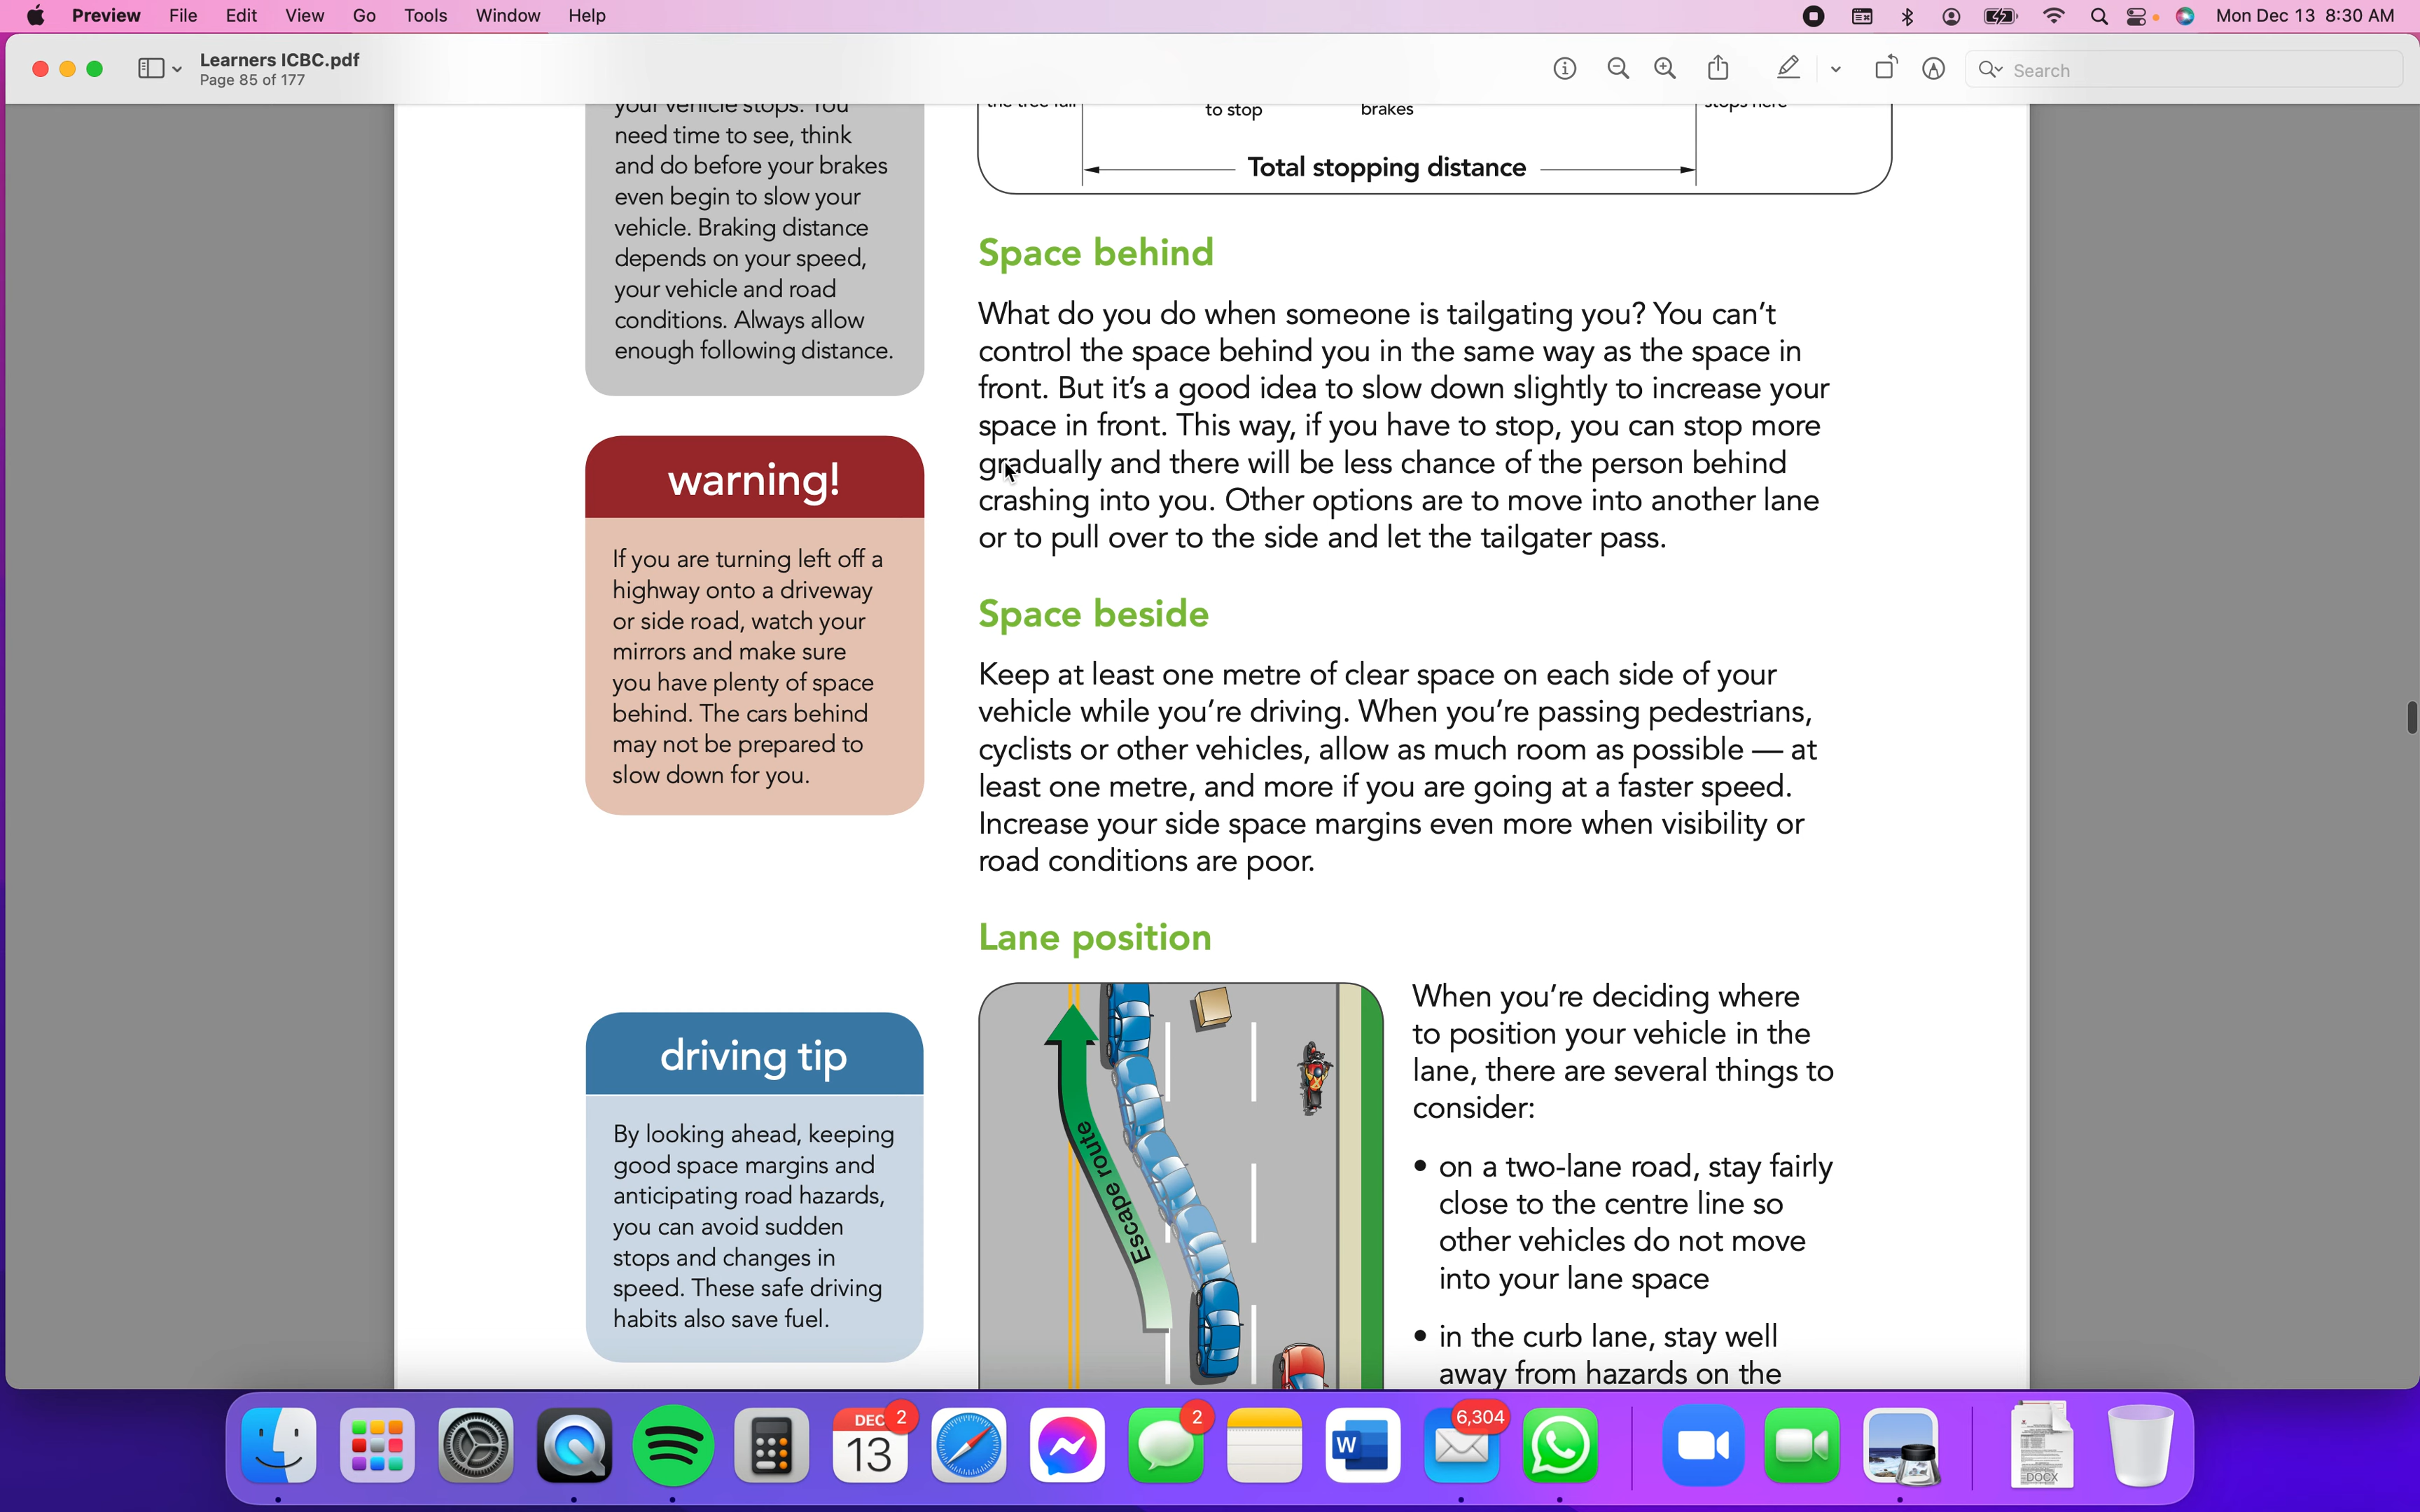 Preview File Edit View Go Tools Window Help
Mon Dec 13 8:30 AM
Learners ICBC.pdf
Page 85 of 177
Search
your vehicle stops. You
need time to see, think
and do before your brakes
even begin to slow your
vehicle. Braking distance
depends on your speed,
your vehicle and road
conditions. Always allow
enough following distance.
warning!
If you are turning left off a
highway onto a driveway
or side road, watch your
mirrors and make sure
you have plenty of space
behind. The cars behind
may not be prepared to
slow down for you.
driving tip
By looking ahead, keeping
good space margins and
anticipating road hazards,
you can avoid sudden
stops and changes in
speed. These safe driving
habits also save fuel.
to stop
brakes
stops here
Total stopping distance
Space behind
What do you do when someone is tailgating you? You can’t
control the space behind you in the same way as the space in
front. But it’s a good idea to slow down slightly to increase your
space in front. This way, if you have to stop, you can stop more
gradually and there will be less chance of the person behind
crashing into you. Other options are to move into another lane
or to pull over to the side and let the tailgater pass.
Space beside
Keep at least one metre of clear space on each side of your
vehicle while you’re driving. When you’re passing pedestrians,
cyclists or other vehicles, allow as much room as possible — at
least one metre, and more if you are going at a faster speed.
Increase your side space margins even more when visibility or
road conditions are poor.
Lane position
Escape route
When you’re deciding where
to position your vehicle in the
lane, there are several things to
consider:
• on a two-lane road, stay fairly
close to the centre line so
other vehicles do not move
into your lane space
• in the curb lane, stay well
away from hazards on the
DEC 2
13
2
W
6,304
DOCX